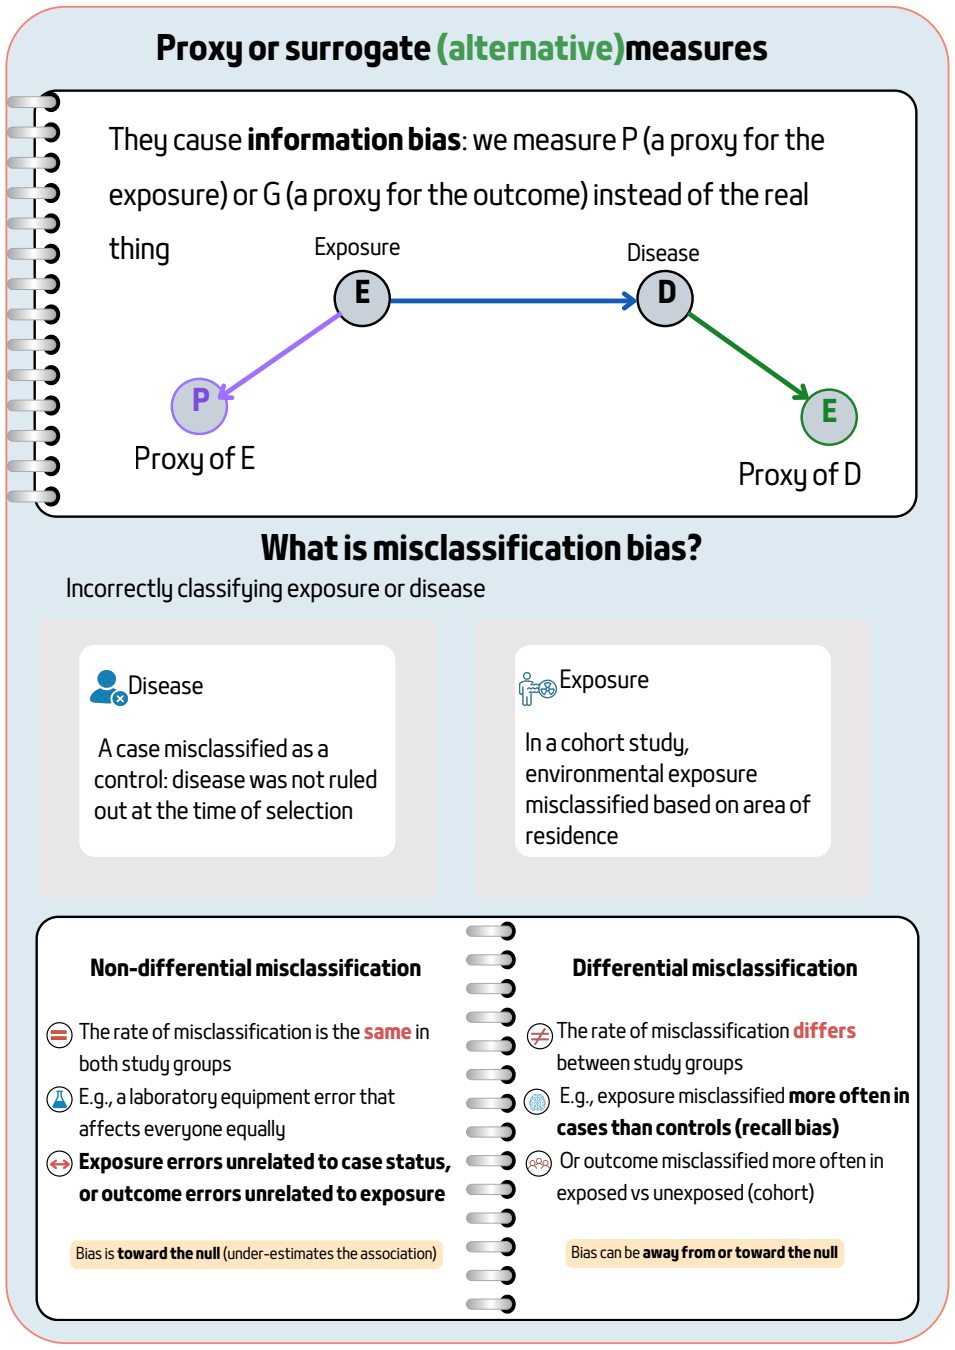 Proxy or surrogate (alternative)measures
They cause information bias: we measure P (a proxy for the
exposure) or G (a proxy for the outcome) instead of the real
thing
Exposure
Disease
E
D
P
E
Proxy of E
Proxy of D
What is misclassification bias?
Incorrectly classifying exposure or disease
Disease
A case misclassified as a
control: disease was not ruled
out at the time of selection
Exposure
In a cohort study,
environmental exposure
misclassified based on area of
residence
Non-differential misclassification
The rate of misclassification is the same in
both study groups
E.g., a laboratory equipment error that
affects everyone equally
Exposure errors unrelated to case status,
or outcome errors unrelated to exposure
Bias is toward the null (under-estimates the association)
Differential misclassification
The rate of misclassification differs
between study groups
E.g., exposure misclassified more often in
cases than controls (recall bias)
Or outcome misclassified more often in
exposed vs unexposed (cohort)
Bias can be away from or toward the null